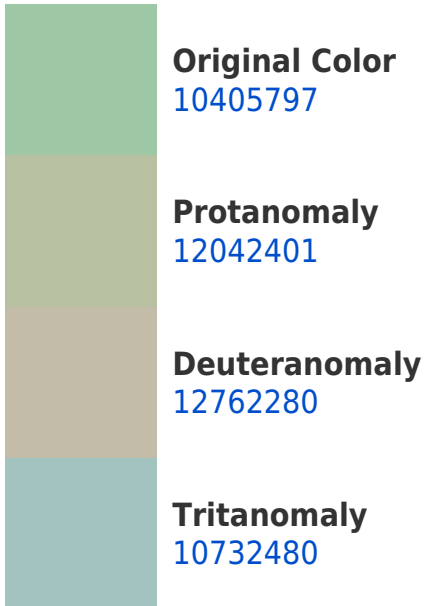 Original Color
10405797
Protanomaly
12042401
Deuteranomaly
12762280
Tritanomaly
10732480